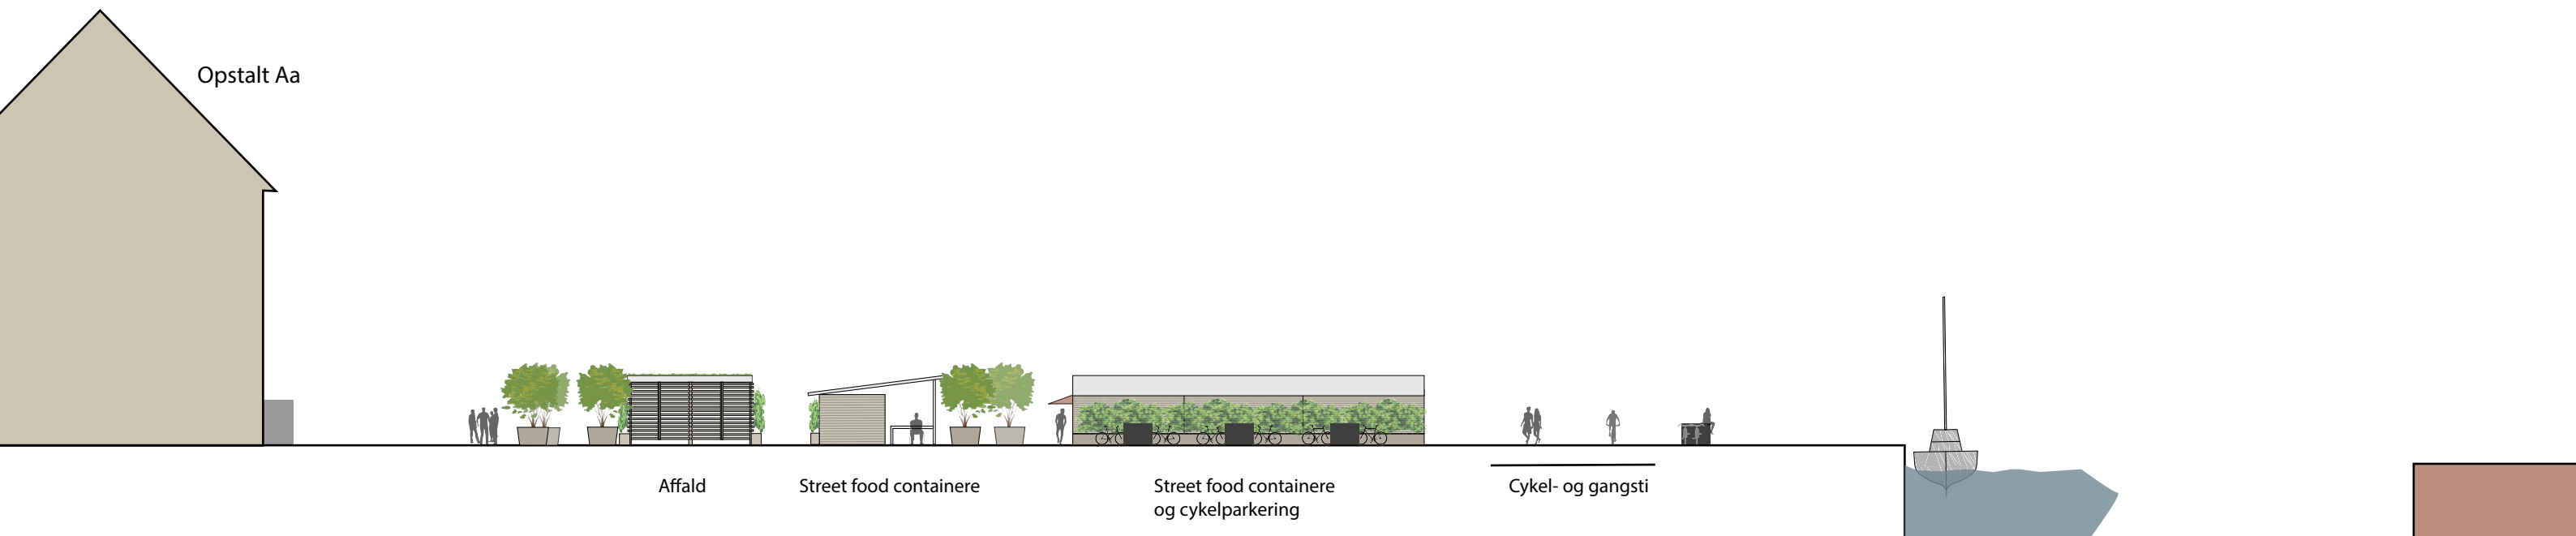 Opstalt Aa
Affald
Street food containere
Street food containere
og cykelparkering
Cykel- og gangsti